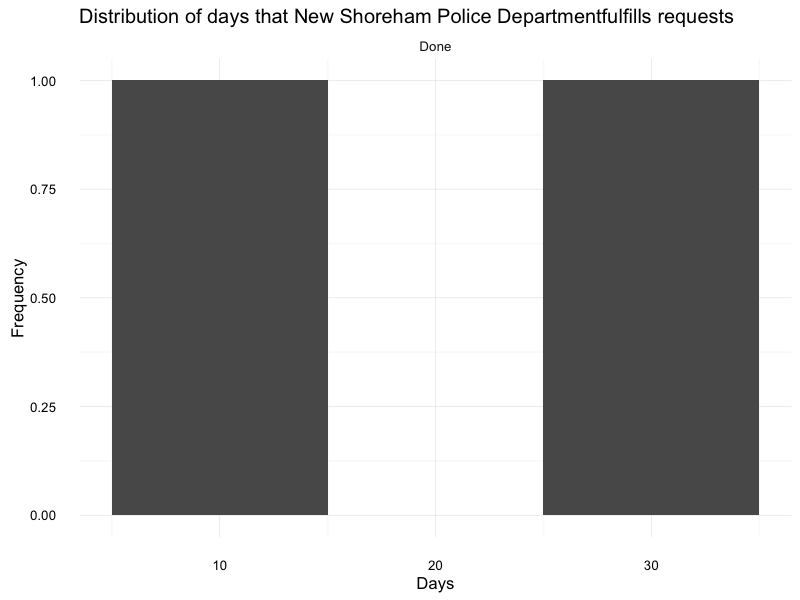 Distribution of days that New Shoreham Police Departmentfulfills requests
Done
1.00
0.75
0.50
0.25
0.00
Frequency
10 20 30
Days